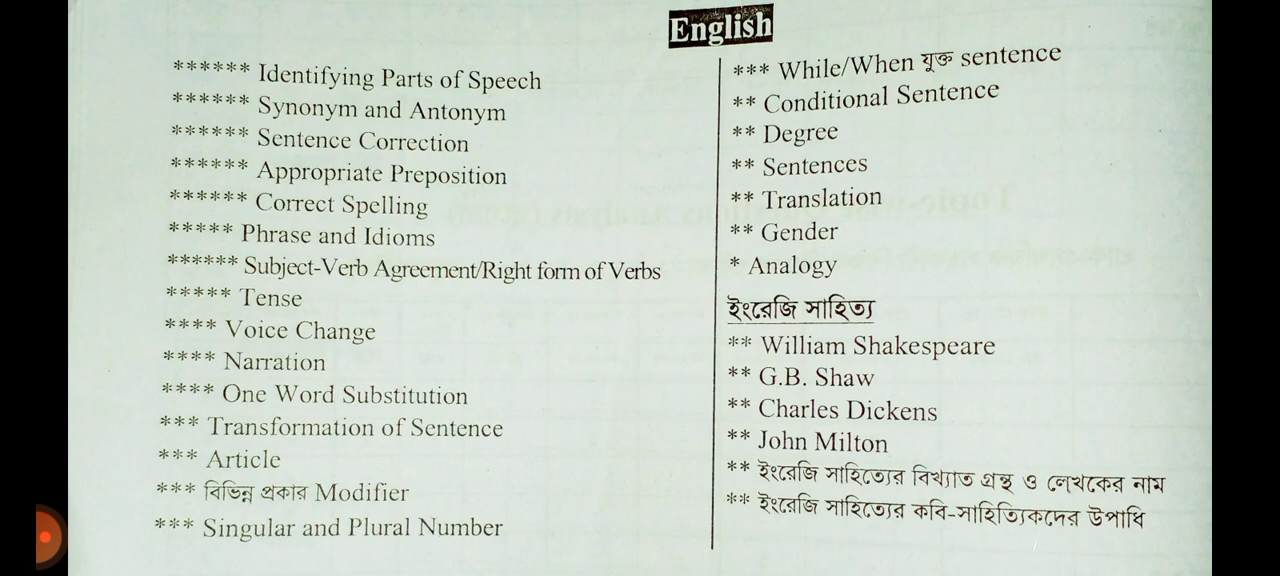 English
****** Identifying Parts of Speech
****** Synonym and Antonym
****** Sentence Correction
****** Appropriate Preposition
****** Correct Spelling
***** Phrase and Idioms
****** Subject-Verb Agreement/Right form of Verbs
***** Tense
**** Voice Change
**** Narration
**** One Word Substitution
*** Transformation of Sentence
*** Article
*** বিভিন্ন প্রকার Modifier
*** Singular and Plural Number
*** While/When যুক্ত sentence
** Conditional Sentence
** Degree
** Sentences
** Translation
** Gender
* Analogy
ইংরেজি সাহিত্য
** William Shakespeare
** G.B. Shaw
** Charles Dickens
** John Milton
** ইংরেজি সাহিত্যের বিখ্যাত গ্রন্থ ও লেখকের নাম
** ইংরেজি সাহিত্যের কবি-সাহিত্যিকদের উপাধি